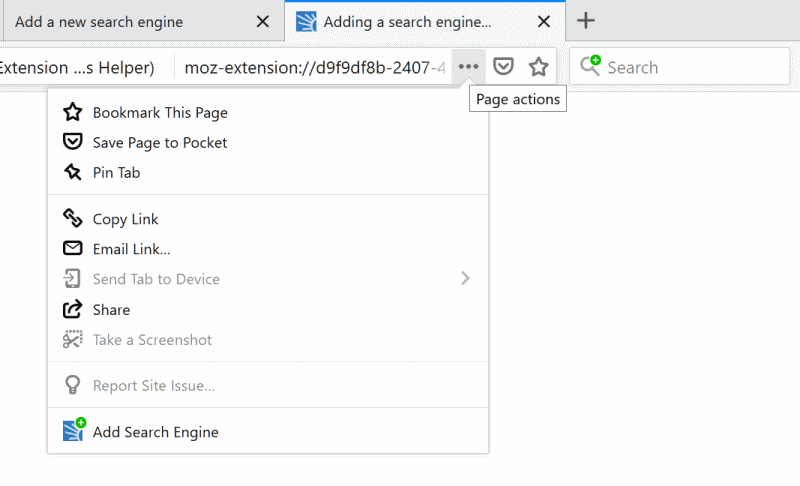 Add a new search engine
Adding a search engine...
Extension ...s Helper)
moz-extension://d9f9df8b-2407-4
Search
Page actions
Bookmark This Page
Save Page to Pocket
Pin Tab
Copy Link
Email Link...
Send Tab to Device
Share
Take a Screenshot
Report Site Issue...
Add Search Engine